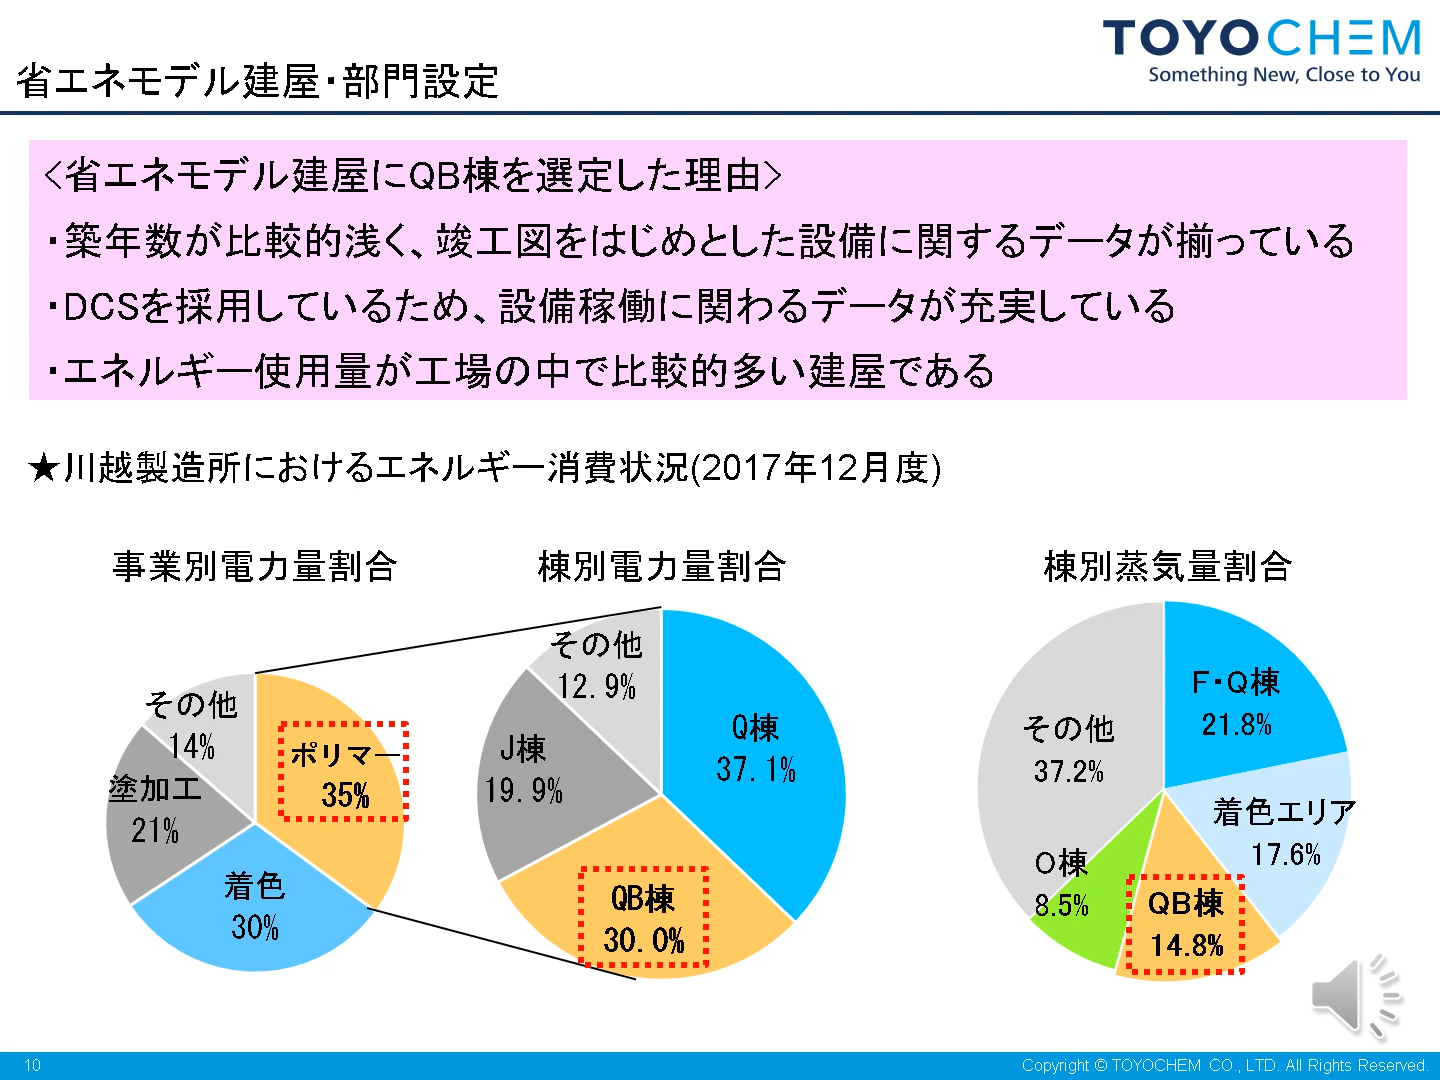 TOYOCHEM
Something New, Close to You
省エネモデル建屋・部門設定
<省エネモデル建屋にQB棟を選定した理由>
・築年数が比較的浅く、竣工図をはじめとした設備に関するデータが揃っている
・DCSを採用しているため、設備稼働に関わるデータが充実している
・エネルギー使用量が工場の中で比較的多い建屋である
★川越製造所におけるエネルギー消費状況(2017年12月度)
事業別電力量割合
その他
14%
ポリマー
35%
塗加工
21%
着色
30%
棟別電力量割合
その他
12.9%
Q棟
37.1%
J棟
19.9%
QB棟
30.0%
棟別蒸気量割合
F・Q棟
21.8%
その他
37.2%
着色エリア
17.6%
O棟
8.5%
QB棟
14.8%
10
Copyright © TOYOCHEM CO., LTD. All Rights Reserved.